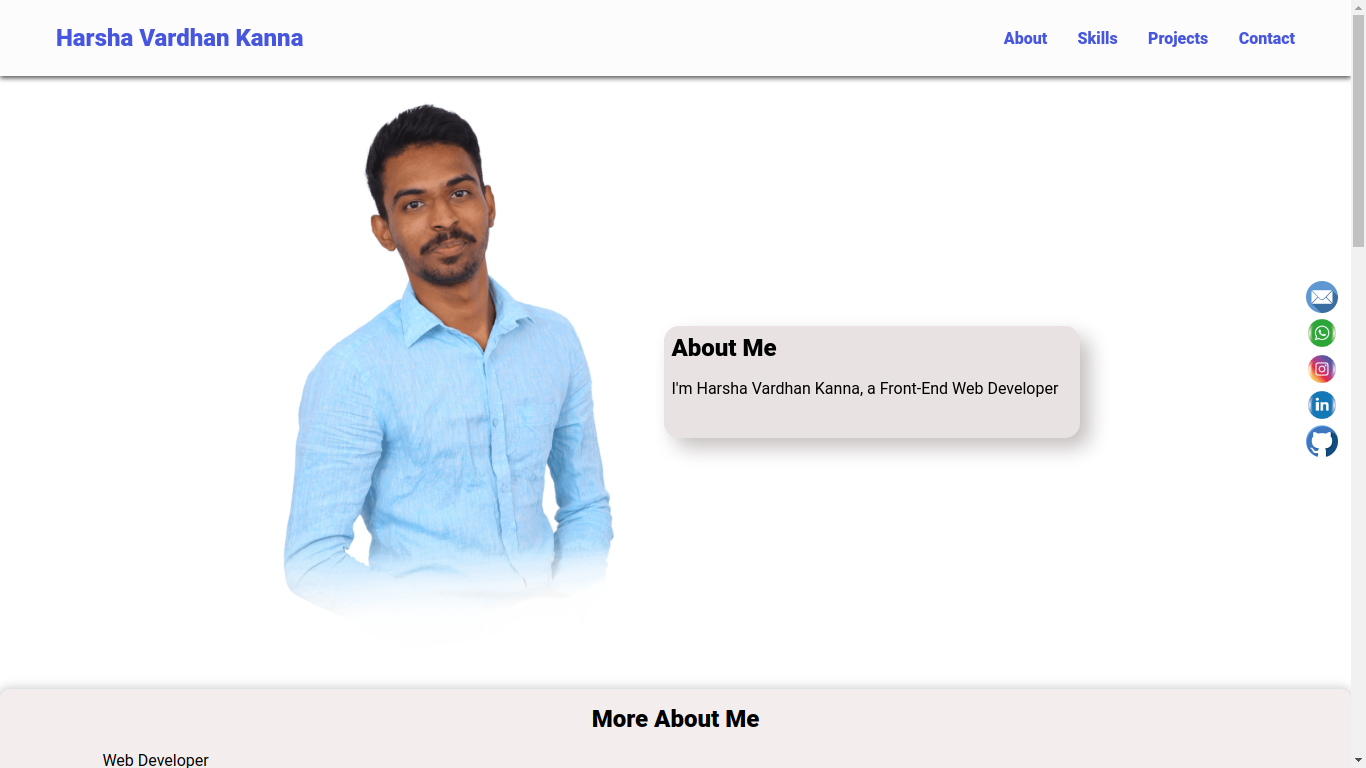 Harsha Vardhan Kanna
About Skills Projects Contact
About Me
I'm Harsha Vardhan Kanna, a Front-End Web Developer
in
More About Me
Web Developer